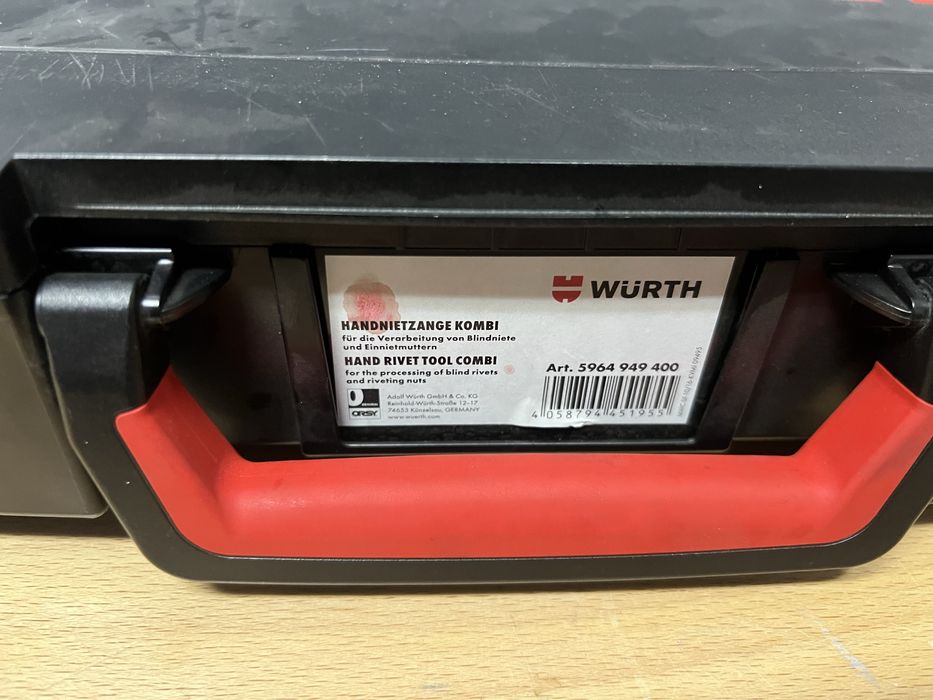 WÜRTH
HANDNIETZANGE KOMBI
für die Verarbeitung von Blindniete
und Einnietmuttern
HAND RIVET TOOL COMBI
for the processing of blind rivets
and riveting nuts
Art. 5964 949 400
ORSY
Adolf Würth GmbH & Co. KG
Reinhold-Würth-Straße 12-17
74653 Künzelsau, GERMANY
www.wuerth.com
4 058794 451955